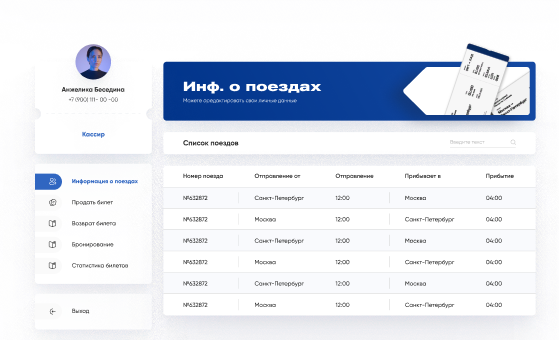 Анжелика Беседина
+7 (900) 111- 00 -00
Кассир
Информация о поездах
Продать билет
Возврат билета
Бронирование
Статистика билетов
Выход
Инф. о поездах
Можете оредактировать свои личные данные
Список поездов
Введите текст
Номер поезда Отправление от Отправление Прибывает в Прибытие
№632872 Санкт-Петербург 12:00 Москва 04:00
№632872 Москва 12:00 Санкт-Петербург 04:00
№632872 Санкт-Петербург 12:00 Москва 04:00
№632872 Москва 12:00 Санкт-Петербург 04:00
№632872 Санкт-Петербург 12:00 Москва 04:00
№632872 Москва 12:00 Санкт-Петербург 04:00